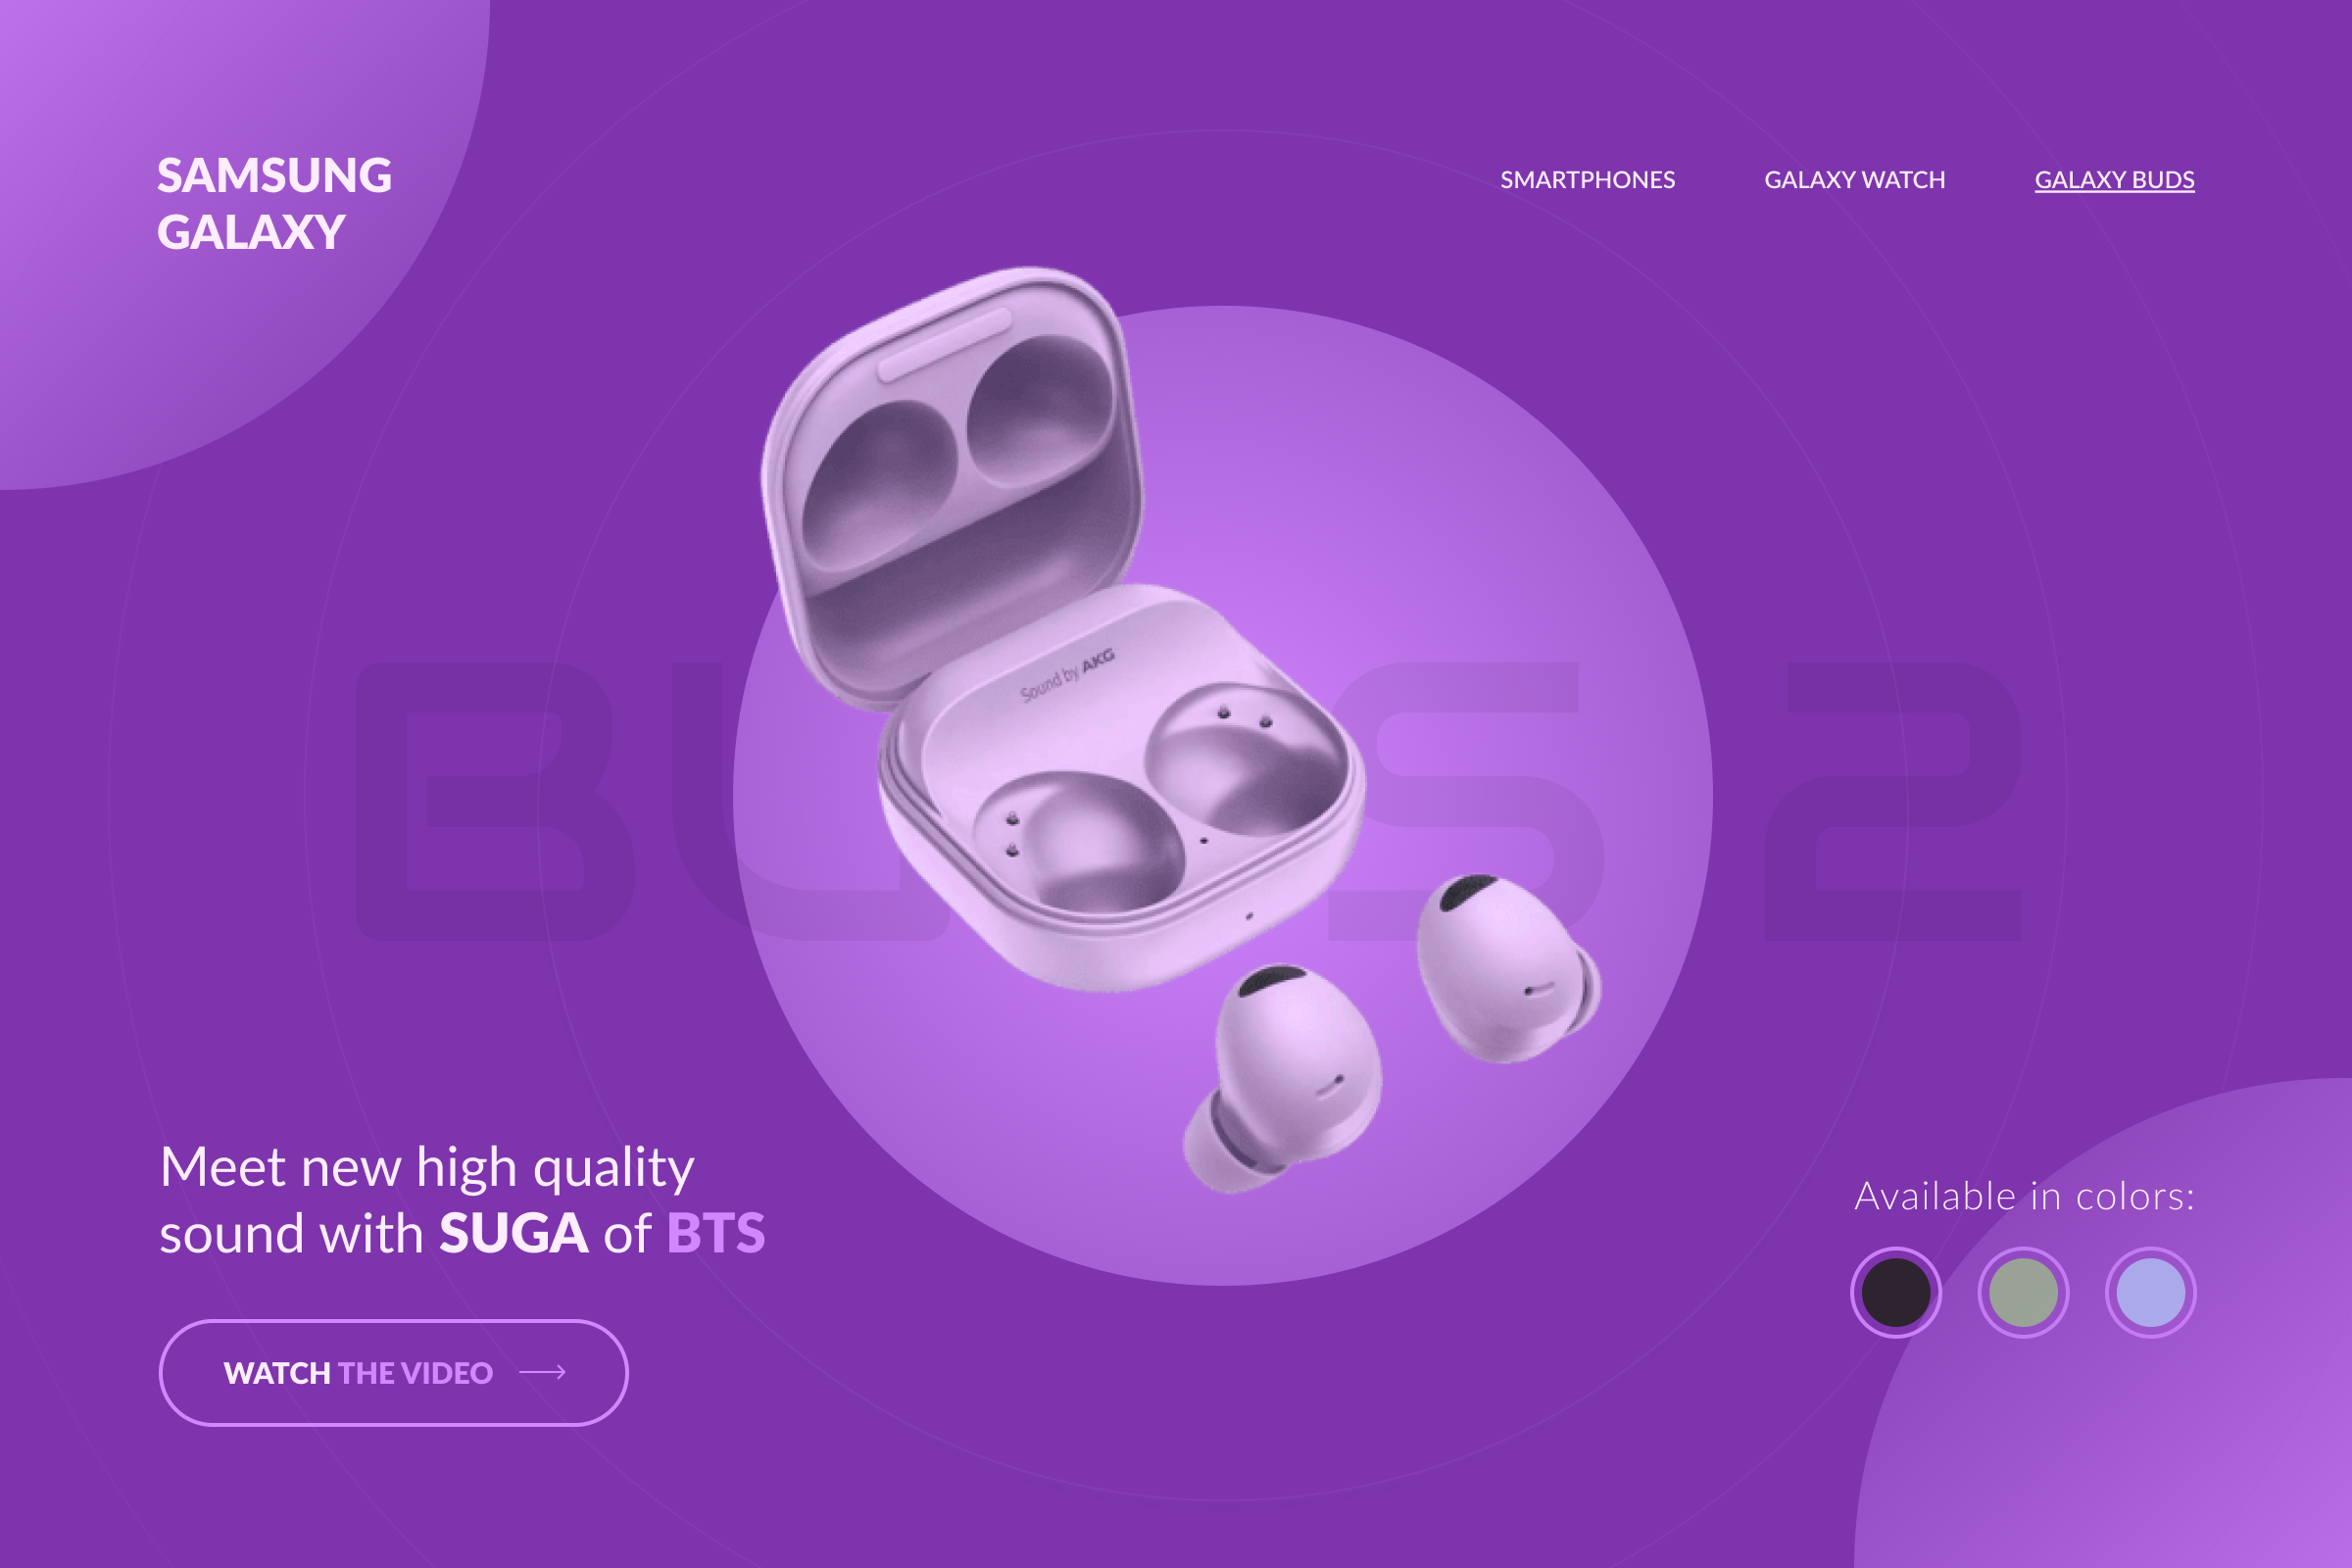 SAMSUNG
GALAXY
SMARTPHONES
GALAXY WATCH
GALAXY BUDS
Sound by AKG
BUDS 2
Meet new high quality
sound with SUGA of BTS
WATCH THE VIDEO
Available in colors: